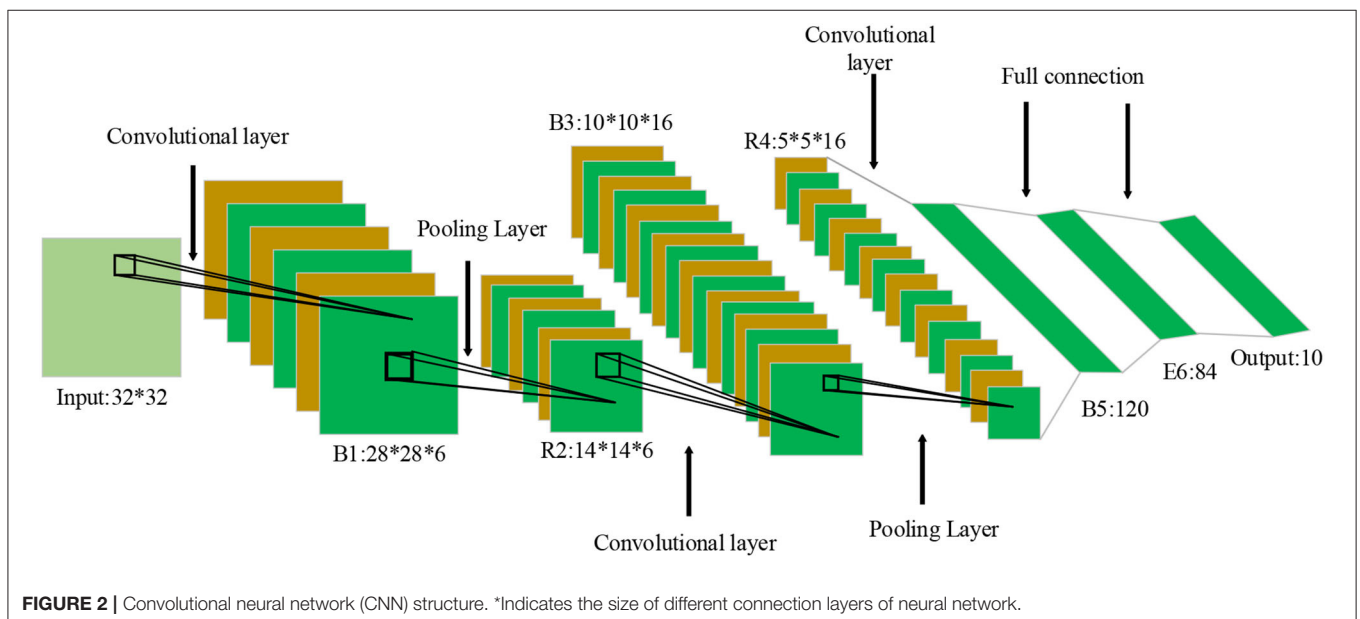 Convolutional
layer
Full connection
Convolutional layer
B3:10*10*16
R4:5*5*16
Pooling Layer
Input:32*32
B1:28*28*6
R2:14*14*6
B5:120
E6:84
Output:10
Convolutional layer
Pooling Layer
FIGURE 2 | Convolutional neural network (CNN) structure. *Indicates the size of different connection layers of neural network.